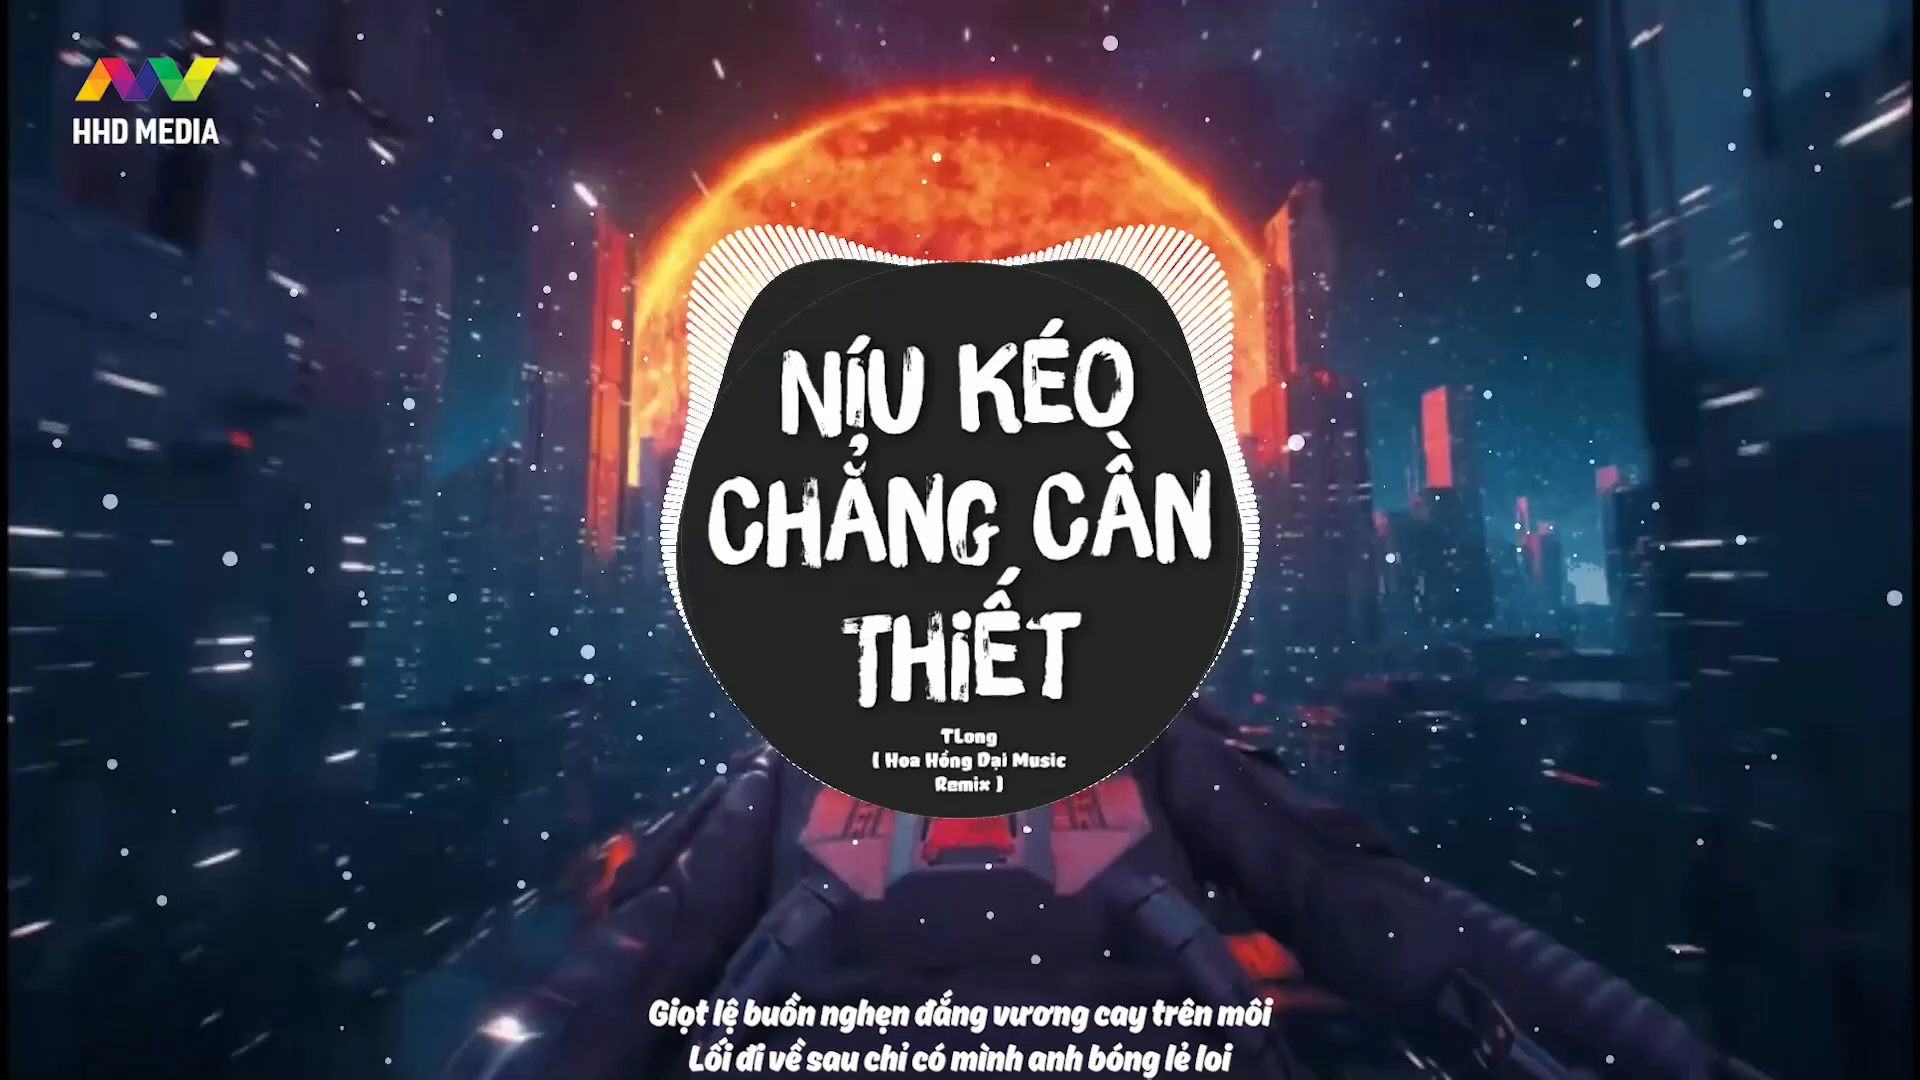 HHD MEDIA
NÍU KÉO
CHẲNG CẦN
THIẾT
TLong
( Hoa Hồng Dại Music
Remix )
Giọt lệ buồn nghẹn đắng vương cay trên môi
Lối đi về sau chỉ có mình anh bóng lẻ loi